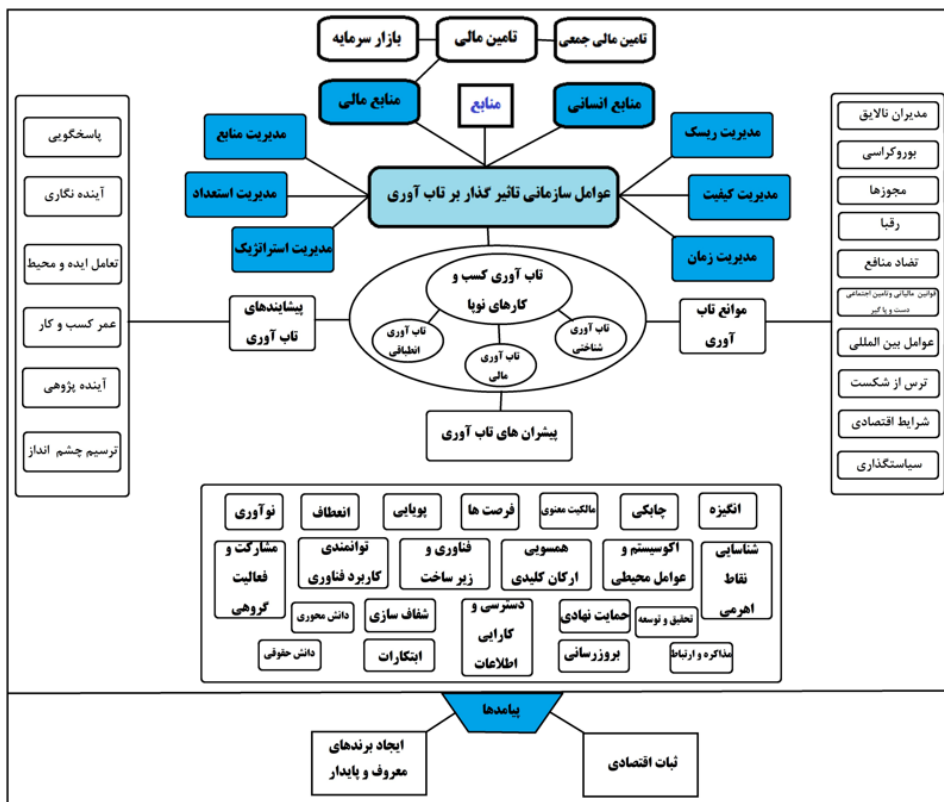 تامین مالی جمعی
تامین مالی
بازار سرمایه
منابع انسانی
منابع
منابع مالی
مدیریت ریسک
مدیریت کیفیت
مدیریت زمان
عوامل سازمانی تاثیر گذار بر تاب آوری
مدیریت منابع
مدیریت استعداد
مدیریت استراتژیک
مدیران نالایق
بوروکراسی
مجوزها
رقبا
تضاد منافع
قوانین مالیاتی وتامین اجتماعی
دست و پا گیر
عوامل بین المللی
ترس از شکست
شرایط اقتصادی
سیاستگذاری
موانع تاب
آوری
تاب آوری کسب و
کارهای نوپا
تاب آوری
شناختی
تاب آوری
مالی
تاب آوری
انطباقی
پیشایندهای
تاب آوری
پاسخگویی
آینده نگاری
تعامل ایده و محیط
عمر کسب و کار
آینده پژوهی
ترسیم چشم انداز
پیشران های تاب آوری
انگیزه
چابکی
مالکیت معنوی
فرصت ها
پویایی
انعطاف
نوآوری
شناسایی
نقاط
اهرمی
اکوسیستم و
عوامل محیطی
همسویی
ارکان کلیدی
فناوری و
زیر ساخت
توانمندی
کاربرد فناوری
مشارکت و
فعالیت
گروهی
تحقیق و توسعه
حمایت نهادی
دسترسی و
کارایی
اطلاعات
شفاف سازی
دانش محوری
مذاکره و ارتباط
بروزرسانی
ابتکارات
دانش حقوقی
پیامدها
ثبات اقتصادی
ایجاد برندهای
معروف و پایدار